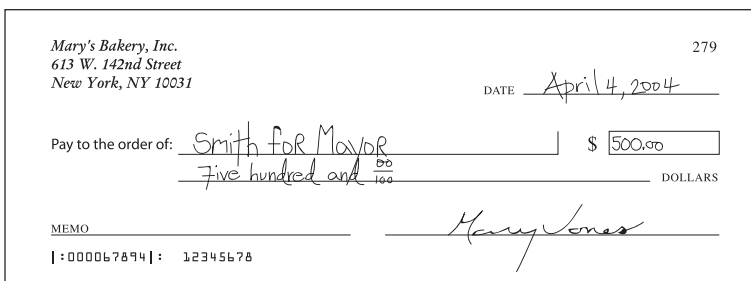 Mary's Bakery, Inc.
279
613 W. 142nd Street
New York, NY 10031
DATE April 4, 2004
Pay to the order of: Smith foR MayoR $ 500.00
Five hundred and 00/100 DOLLARS
MEMO Mary Jones
|:000067894|: 12345678